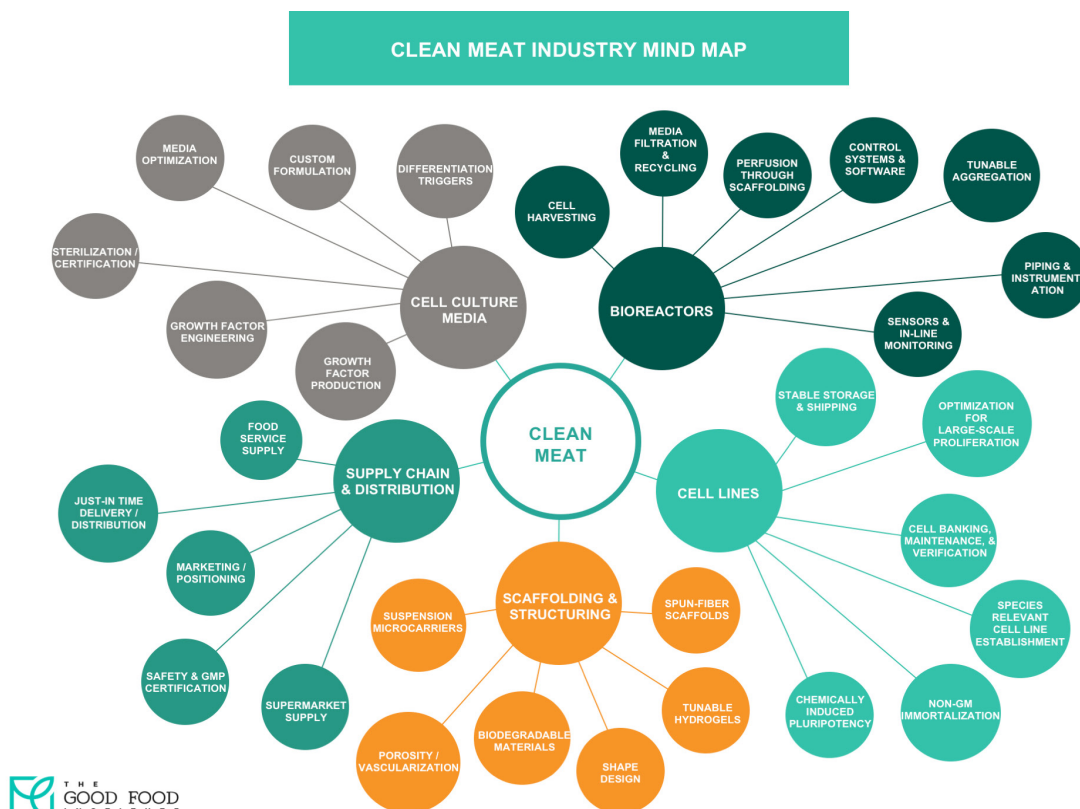 CLEAN MEAT INDUSTRY MIND MAP
MEDIA
OPTIMIZATION
CUSTOM
FORMULATION
DIFFERENTIATION
TRIGGERS
STERILIZATION /
CERTIFICATION
GROWTH FACTOR
ENGINEERING
GROWTH
FACTOR
PRODUCTION
CELL CULTURE
MEDIA
CELL
HARVESTING
MEDIA
FILTRATION
&
RECYCLING
PERFUSION
THROUGH
SCAFFOLDING
CONTROL
SYSTEMS &
SOFTWARE
TUNABLE
AGGREGATION
PIPING &
INSTRUMENT
ATION
SENSORS &
IN-LINE
MONITORING
BIOREACTORS
CLEAN
MEAT
FOOD
SERVICE
SUPPLY
JUST-IN TIME
DELIVERY /
DISTRIBUTION
MARKETING /
POSITIONING
SAFETY & GMP
CERTIFICATION
SUPERMARKET
SUPPLY
SUPPLY CHAIN
& DISTRIBUTION
STABLE STORAGE
& SHIPPING
OPTIMIZATION
FOR
LARGE-SCALE
PROLIFERATION
CELL BANKING,
MAINTENANCE, &
VERIFICATION
SPECIES
RELEVANT
CELL LINE
ESTABLISHMENT
NON-GM
IMMORTALIZATION
CHEMICALLY
INDUCED
PLURIPOTENCY
CELL LINES
SCAFFOLDING &
STRUCTURING
SUSPENSION
MICROCARRIERS
SPUN-FIBER
SCAFFOLDS
POROSITY /
VASCULARIZATION
BIODEGRADABLE
MATERIALS
SHAPE
DESIGN
TUNABLE
HYDROGELS
THE
GOOD FOOD